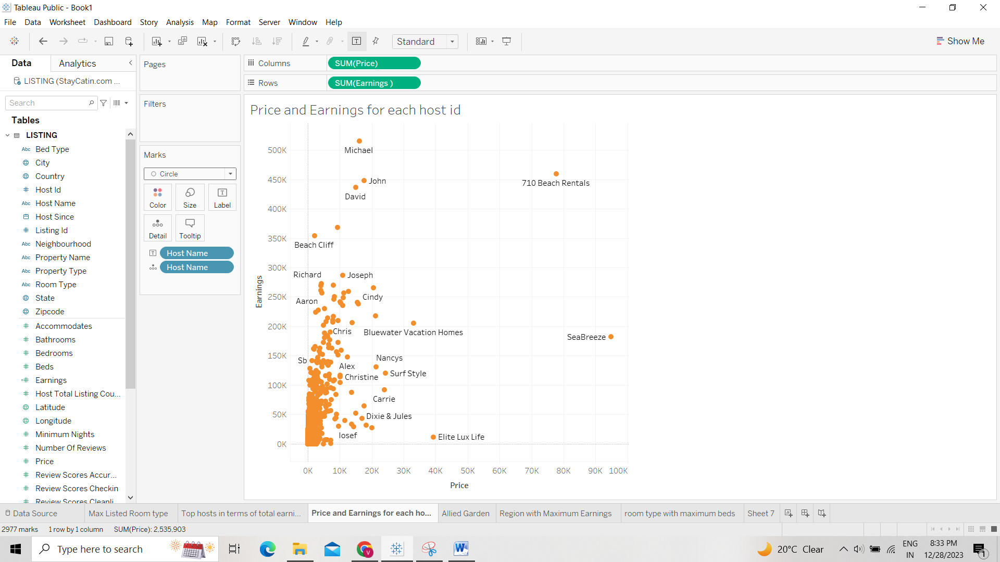 Tableau Public - Book1
File Data Worksheet Dashboard Story Analysis Map Format Server Window Help
Standard
Show Me
Data Analytics
LISTING (StayCatin.com ...
Search
Tables
LISTING
Abc Bed Type
City
Country
# Host Id
Abc Host Name
Host Since
# Listing Id
Abc Neighbourhood
Abc Property Name
Abc Property Type
Abc Room Type
State
Zipcode
# Accommodates
# Bathrooms
# Bedrooms
# Beds
=# Earnings
# Host Total Listing Cou...
Latitude
Longitude
# Minimum Nights
# Number Of Reviews
# Price
# Review Scores Accur...
# Review Scores Checkin
# Review Scores Cleanli...
Pages
Filters
Marks
Circle
Color Size Label
Detail Tooltip
Host Name
Host Name
Columns SUM(Price)
Rows SUM(Earnings )
Price and Earnings for each host id
500K
450K
400K
350K
300K
250K
200K
150K
100K
50K
0K
Earnings
Michael
John
710 Beach Rentals
David
Beach Cliff
Richard
Joseph
Cindy
Aaron
Chris
Bluewater Vacation Homes
SeaBreeze
Sb
Nancys
Alex
Surf Style
Christine
Carrie
Dixie & Jules
Iosef
Elite Lux Life
0K 10K 20K 30K 40K 50K 60K 70K 80K 90K 100K
Price
Data Source Max Listed Room type Top hosts in terms of total earni... Price and Earnings for each ho... Allied Garden Region with Maximum Earnings room type with maximum beds Sheet 7
2977 marks 1 row by 1 column SUM(Price): 2,535,903
Type here to search
20°C Clear
ENG
IN
8:33 PM
12/28/2023
1